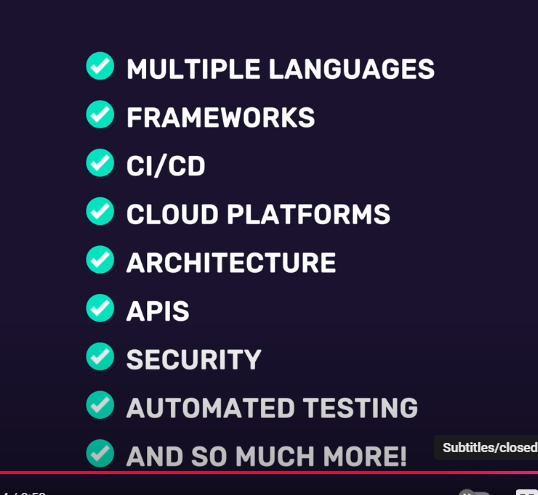 MULTIPLE LANGUAGES
FRAMEWORKS
CI/CD
CLOUD PLATFORMS
ARCHITECTURE
APIS
SECURITY
AUTOMATED TESTING
AND SO MUCH MORE!
Subtitles/closed